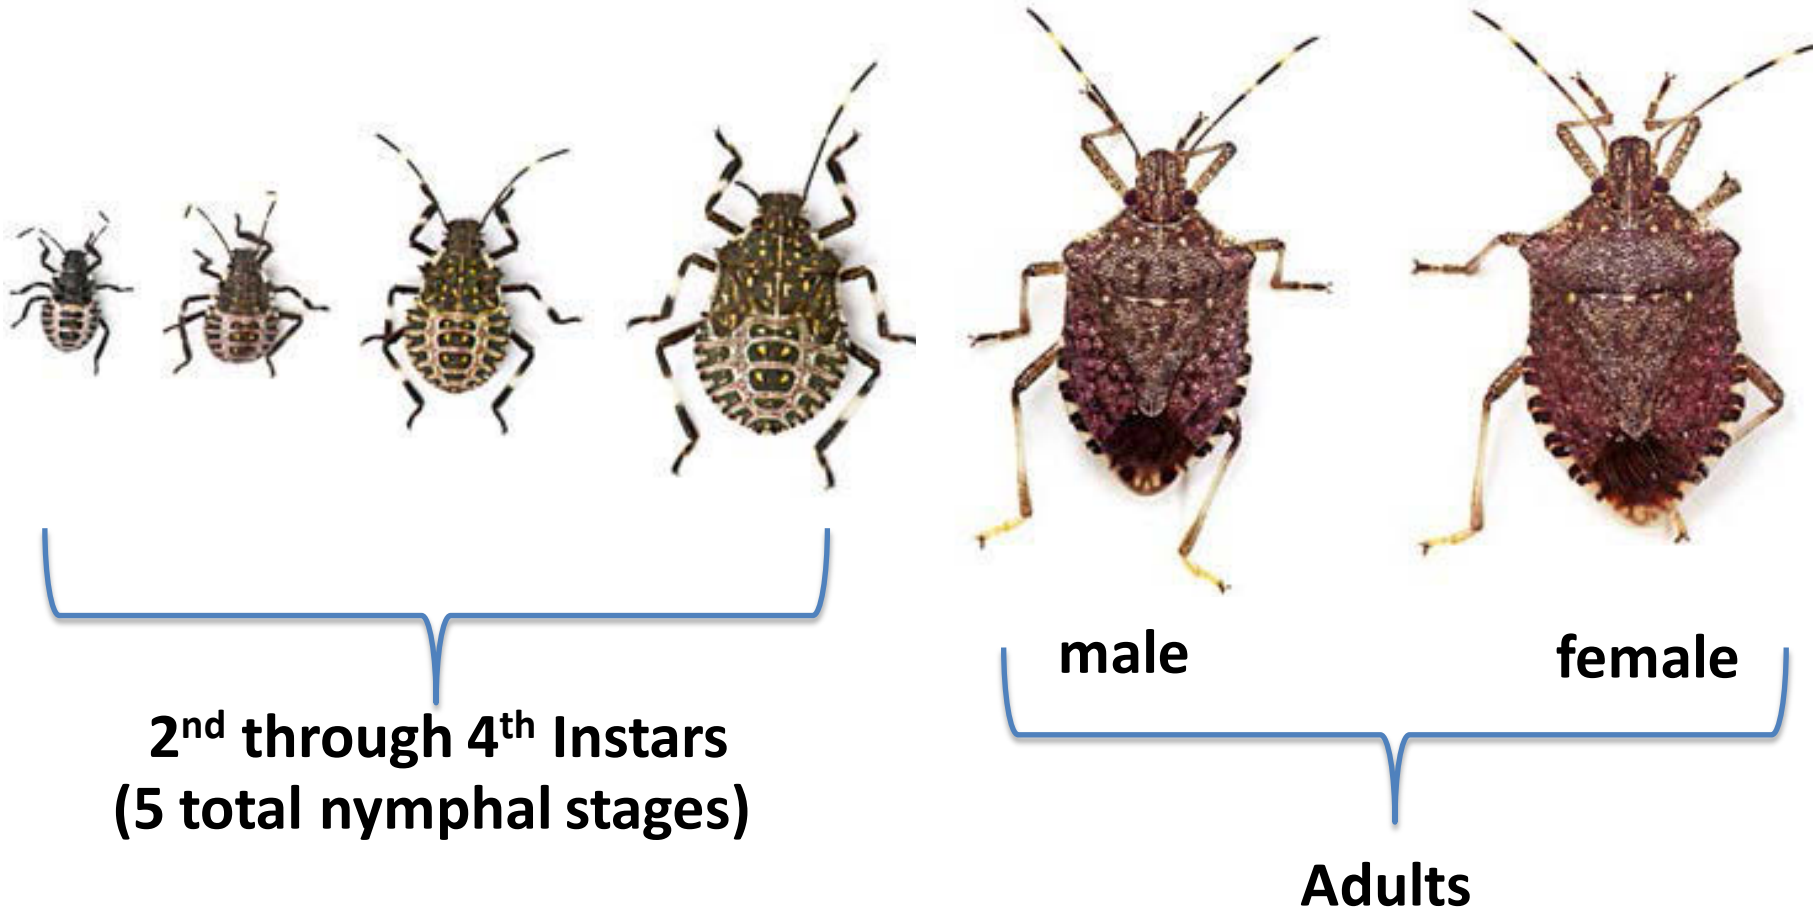 male
female
2nd through 4th Instars
(5 total nymphal stages)
Adults